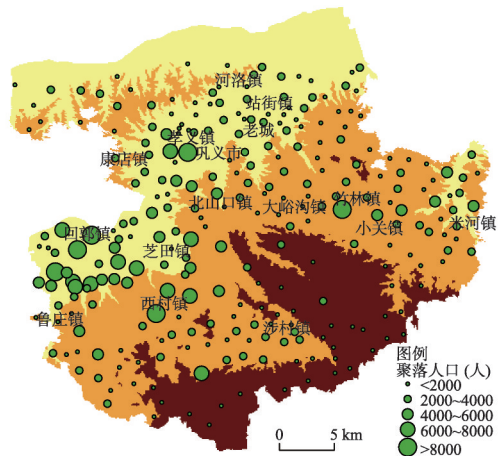 河洛镇
站街镇
老城
孝义镇
巩义市
康店镇
北山口镇
大峪沟镇
竹林镇
小关镇
米河镇
回郭镇
芝田镇
西村镇
鲁庄镇
涉村镇
图例
聚落人口 (人)
<2000
2000~4000
4000~6000
6000~8000
>8000
0 5 km